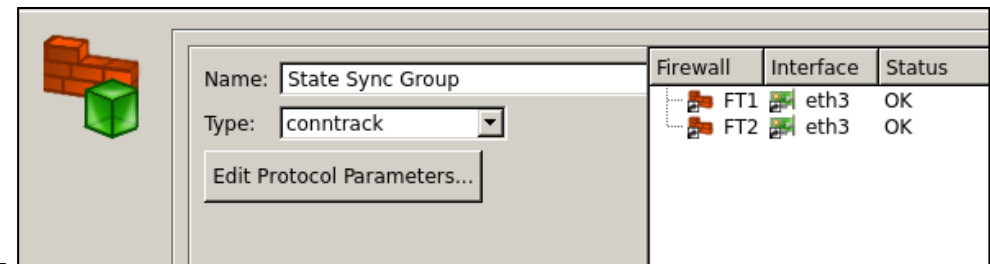 Name: State Sync Group
Type: conntrack
Edit Protocol Parameters...
Firewall Interface Status
FT1 eth3 OK
FT2 eth3 OK